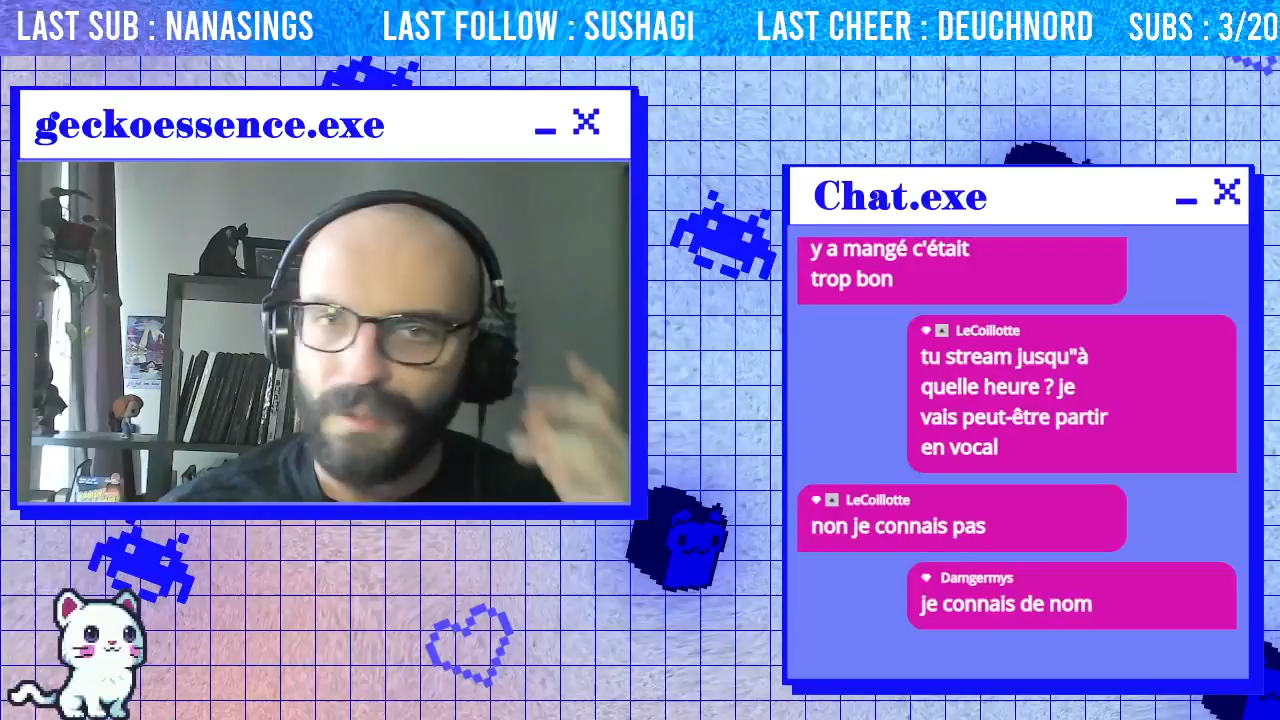 LAST SUB : NANASINGS LAST FOLLOW : SUSHAGI LAST CHEER : DEUCHNORD SUBS : 3/20
geckoessence.exe
Chat.exe
y a mangé c'était
trop bon
LeCoillotte
tu stream jusqu"à
quelle heure ? je
vais peut-être partir
en vocal
LeCoillotte
non je connais pas
Damgermys
je connais de nom